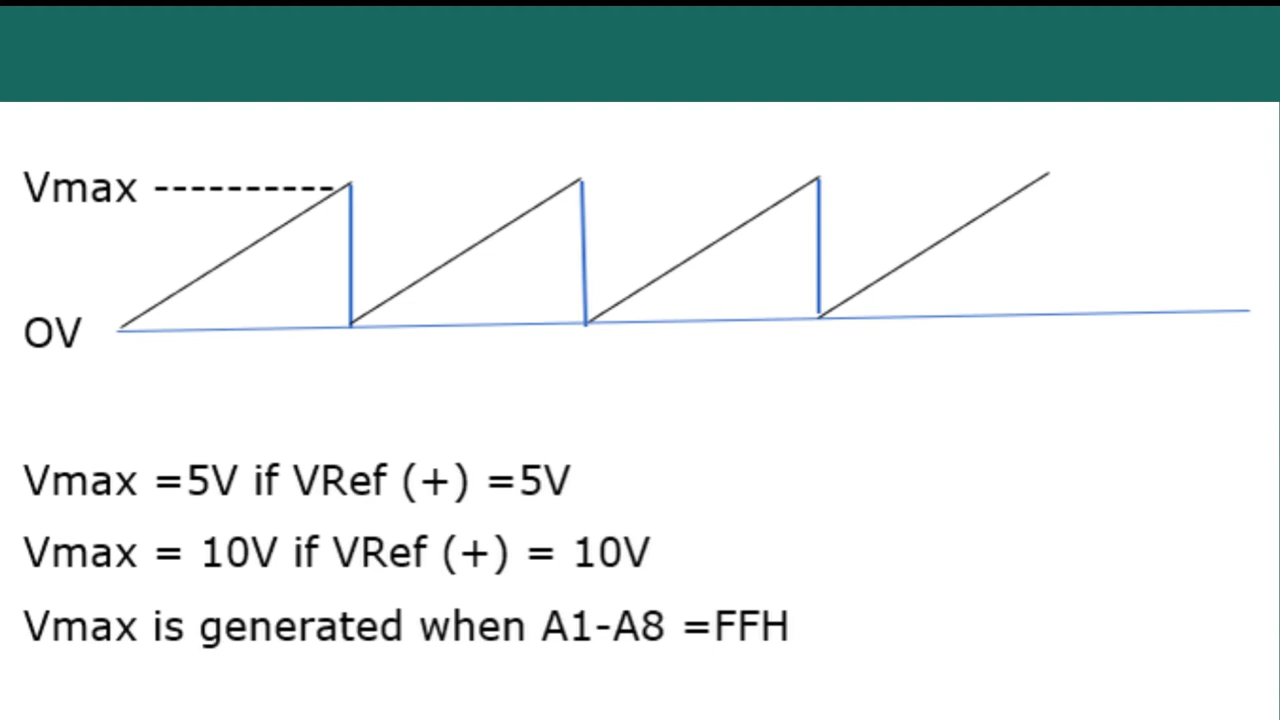 Vmax ----------
OV
Vmax =5V if VRef (+) =5V
Vmax = 10V if VRef (+) = 10V
Vmax is generated when A1-A8 =FFH